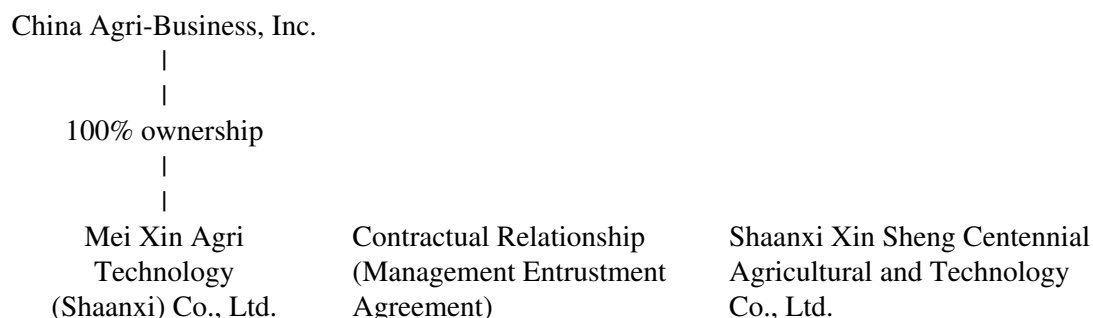 China Agri-Business, Inc.
|
|
100% ownership
|
|
Mei Xin Agri Contractual Relationship Shaanxi Xin Sheng Centennial
Technology (Management Entrustment Agricultural and Technology
(Shaanxi) Co., Ltd. Agreement) Co., Ltd.